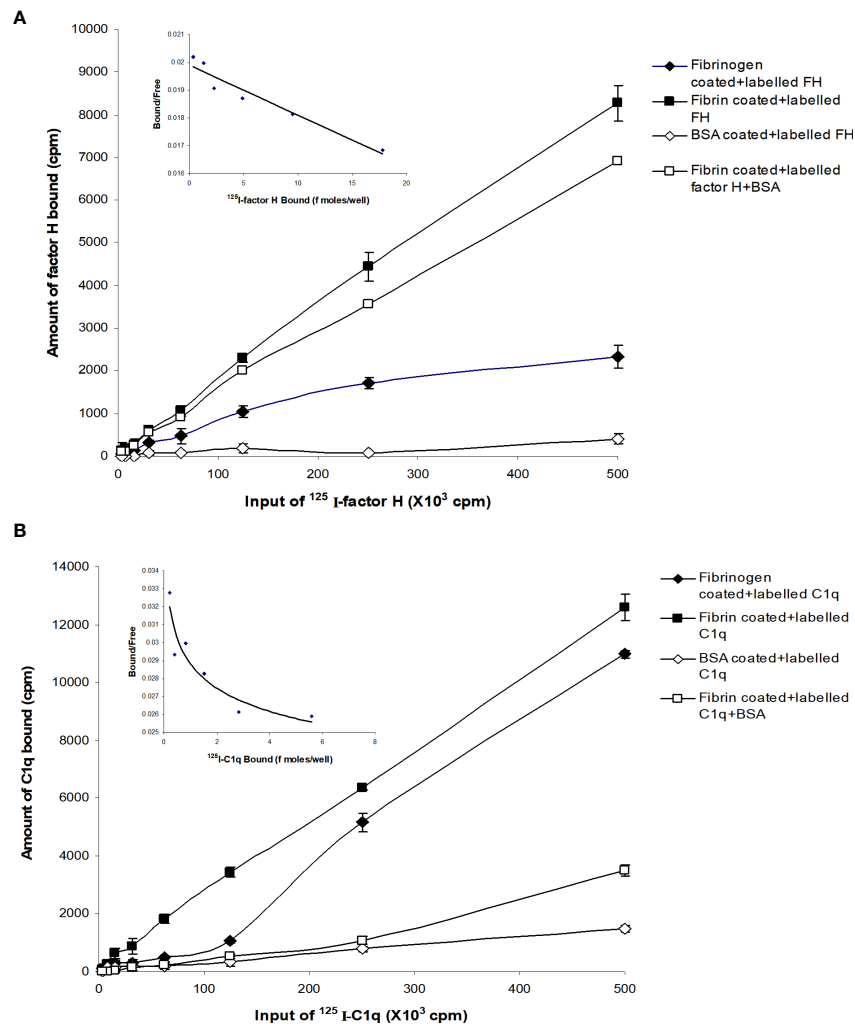 A
Amount of factor H bound (cpm)
10000
9000
8000
7000
6000
5000
4000
3000
2000
1000
0
0 100 200 300 400 500
Input of ¹²⁵ I-factor H (X10³ cpm)
Bound/Free
0.021
0.02
0.019
0.018
0.017
0.016
0 5 10 15 20
¹²⁵I-factor H Bound (f moles/well)
Fibrinogen
coated+labelled FH
Fibrin coated+labelled
FH
BSA coated+labelled FH
Fibrin coated+labelled
factor H+BSA
B
Amount of C1q bound (cpm)
14000
12000
10000
8000
6000
4000
2000
0
0 100 200 300 400 500
Input of ¹²⁵ I-C1q (X10³ cpm)
Bound/Free
0.034
0.033
0.032
0.031
0.03
0.029
0.028
0.027
0.026
0.025
0 2 4 6 8
¹²⁵I-C1q Bound (f moles/well)
Fibrinogen
coated+labelled C1q
Fibrin coated+labelled
C1q
BSA coated+labelled
C1q
Fibrin coated+labelled
C1q+BSA